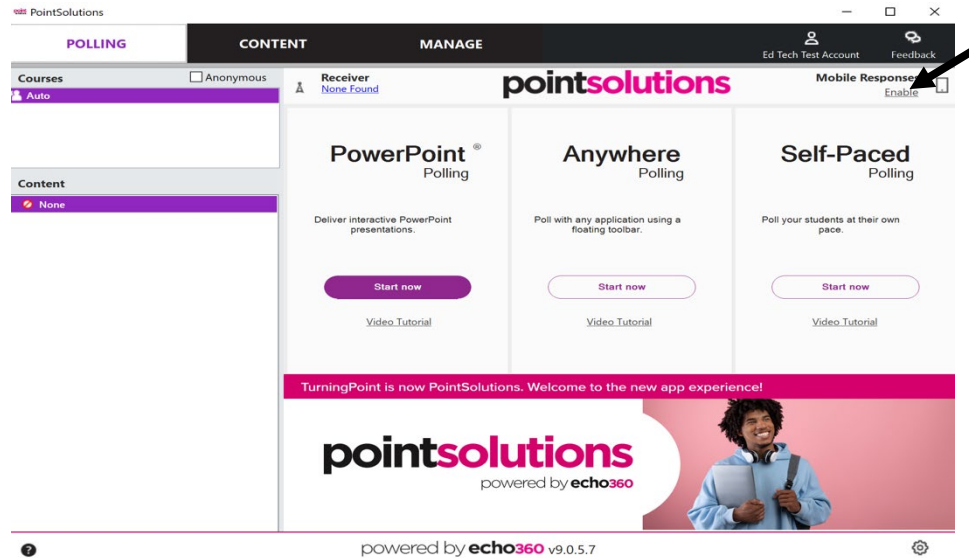 PointSolutions
POLLING
CONTENT
MANAGE
Ed Tech Test Account
Feedback
Courses
Anonymous
Auto
Content
None
Receiver
None Found
pointsolutions
Mobile Responses
Enable
PowerPoint ®
Polling
Deliver interactive PowerPoint
presentations.
Start now
Video Tutorial
Anywhere
Polling
Poll with any application using a
floating toolbar.
Start now
Video Tutorial
Self-Paced
Polling
Poll your students at their own
pace.
Start now
Video Tutorial
TurningPoint is now PointSolutions. Welcome to the new app experience!
pointsolutions
powered by echo360
powered by echo360 v9.0.5.7